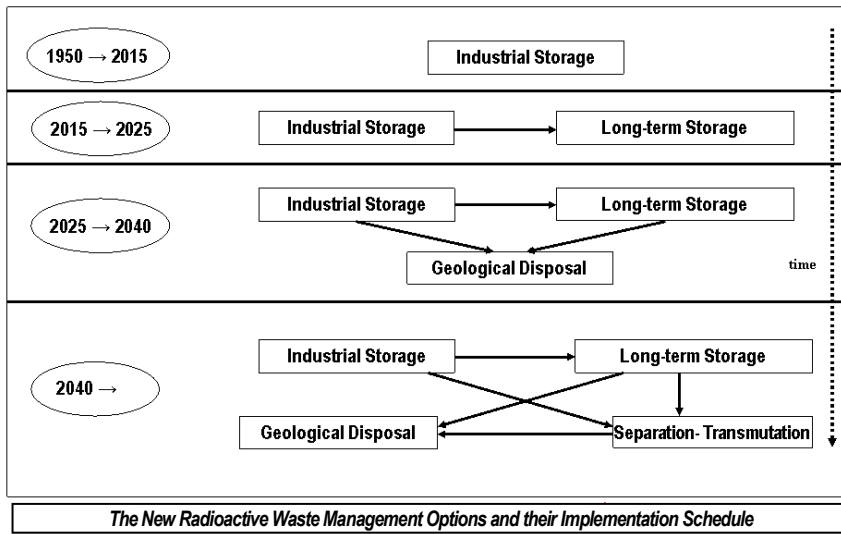 1950 → 2015
Industrial Storage
2015 → 2025
Industrial Storage
Long-term Storage
2025 → 2040
Industrial Storage
Long-term Storage
Geological Disposal
time
2040 →
Industrial Storage
Long-term Storage
Geological Disposal
Separation- Transmutation
The New Radioactive Waste Management Options and their Implementation Schedule